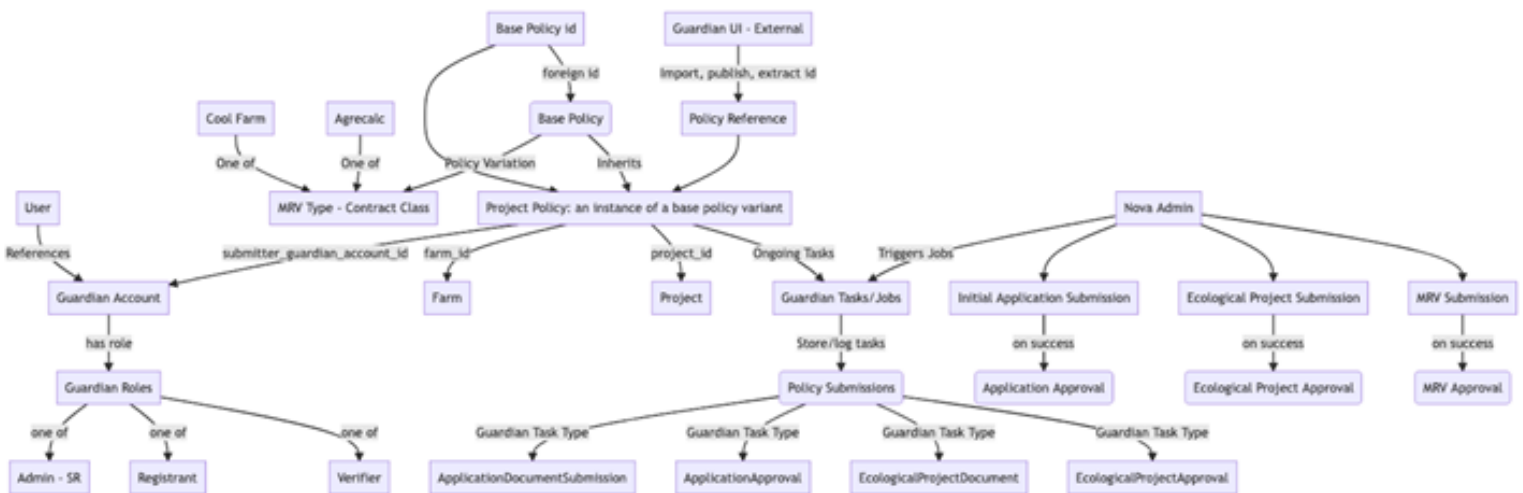 Base Policy id
Guardian UI - External
foreign id
Import, publish, extract id
Cool Farm
Agrecalc
Base Policy
Policy Reference
One of
One of
Policy Variation
Inherits
User
MRV Type - Contract Class
Project Policy: an instance of a base policy variant
Nova Admin
References
submitter_guardian_account_id
farm_id
project_id
Ongoing Tasks
Triggers Jobs
Guardian Account
Farm
Project
Guardian Tasks/Jobs
Initial Application Submission
Ecological Project Submission
MRV Submission
has role
Store/log tasks
on success
on success
on success
Guardian Roles
Policy Submissions
Application Approval
Ecological Project Approval
MRV Approval
one of
one of
one of
Guardian Task Type
Guardian Task Type
Guardian Task Type
Guardian Task Type
Admin - SR
Registrant
Verifier
ApplicationDocumentSubmission
ApplicationApproval
EcologicalProjectDocument
EcologicalProjectApproval